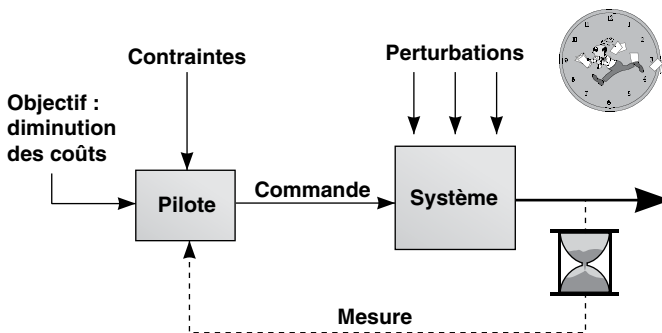 Contraintes
Perturbations
Objectif :
diminution
des coûts
Pilote
Commande
Système
Mesure